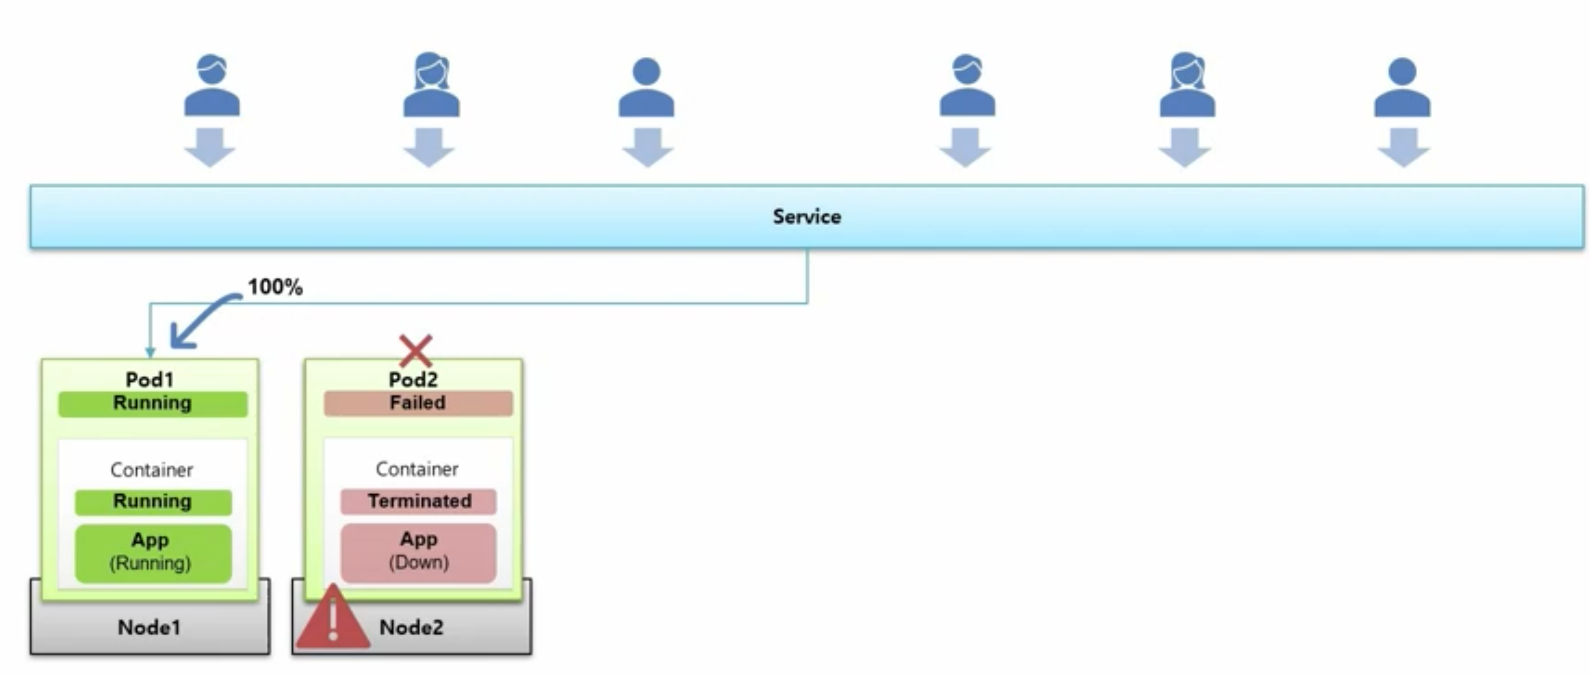 Service
100%
Pod1
Running
Container
Running
App
(Running)
Node1
Pod2
Failed
Container
Terminated
App
(Down)
Node2